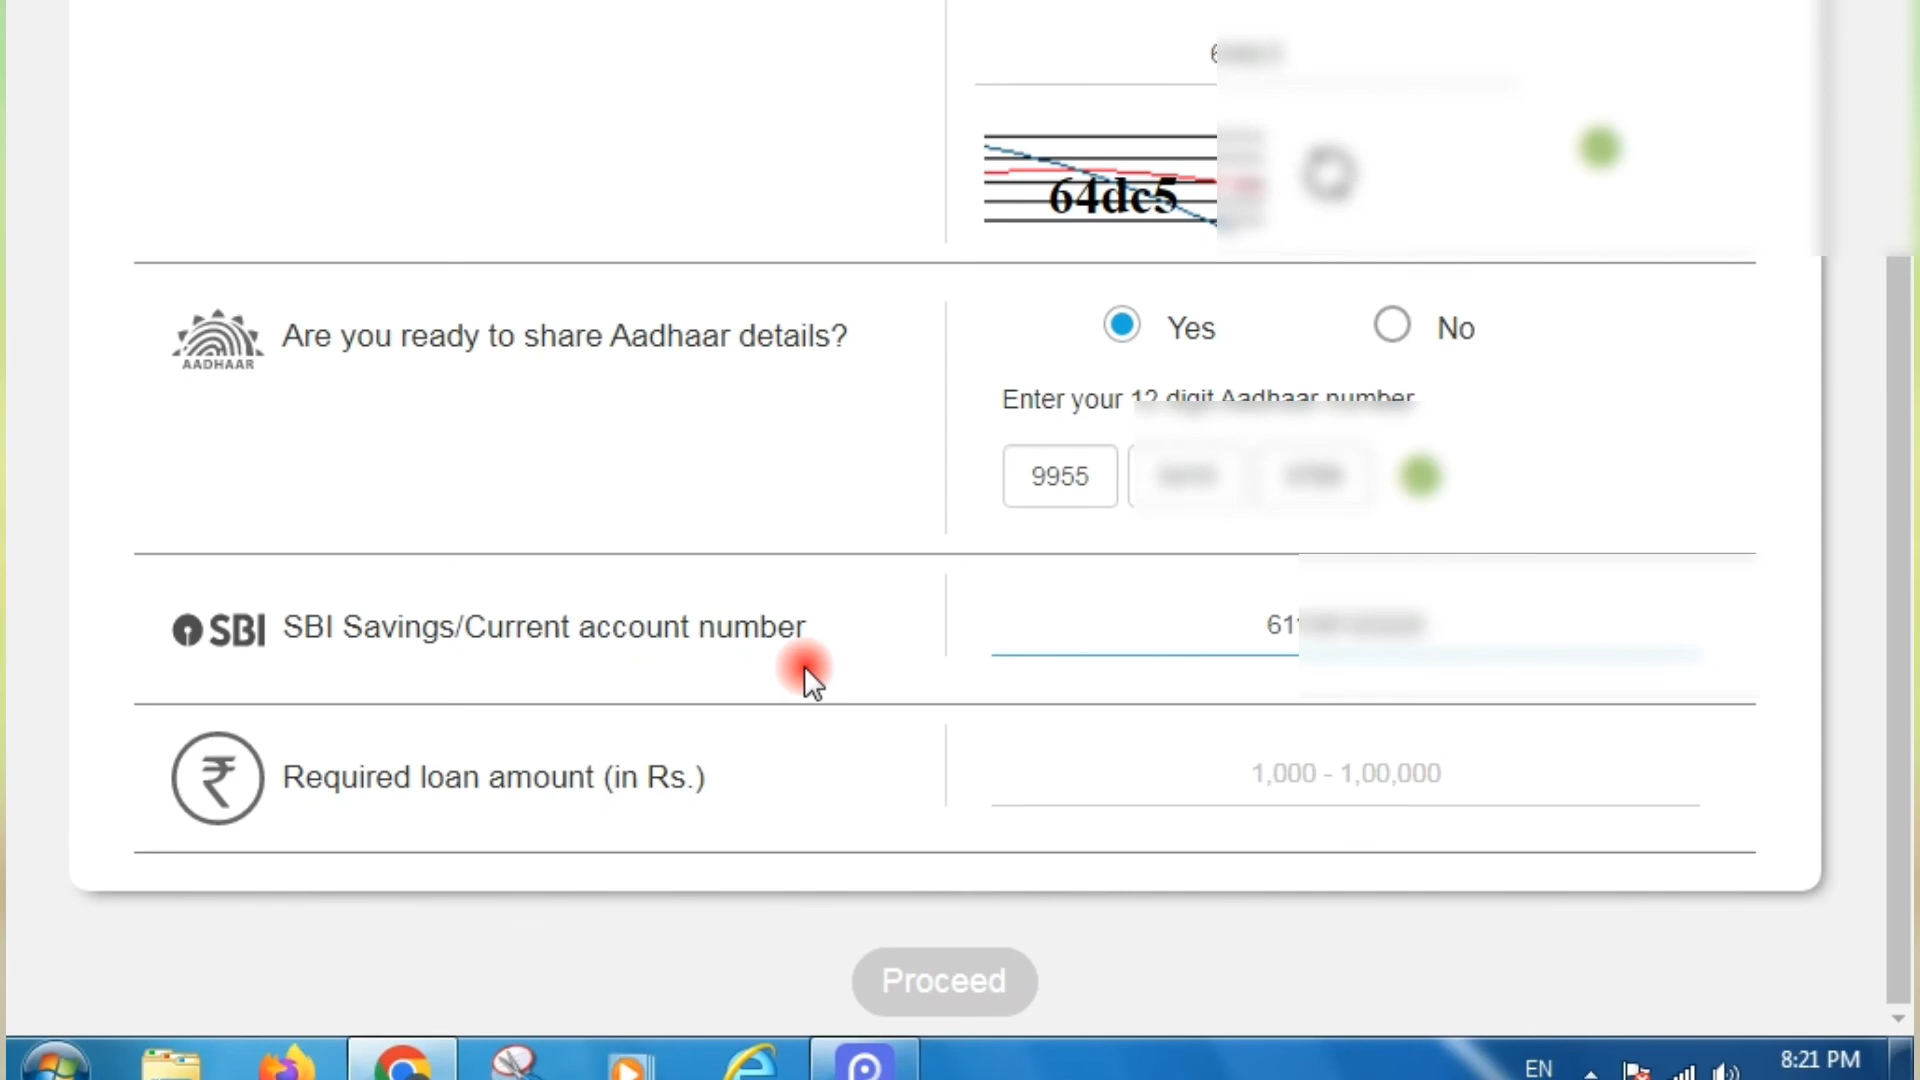 64dc5
AADHAAR
Are you ready to share Aadhaar details?
Yes
No
Enter your 12 digit Aadhaar number
9955
SBI
SBI Savings/Current account number
61
₹
Required loan amount (in Rs.)
1,000 - 1,00,000
Proceed
EN
8:21 PM